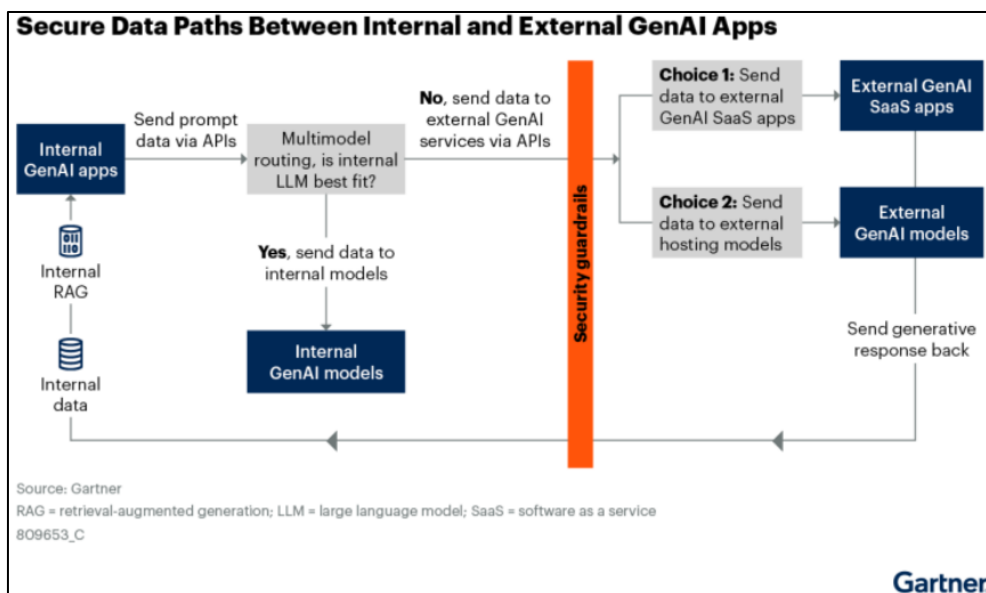 Secure Data Paths Between Internal and External GenAI Apps
Internal
GenAI apps
Send prompt
data via APIs
Multimodel
routing, is internal
LLM best fit?
No, send data to
external GenAI
services via APIs
Security guardrails
Choice 1: Send
data to external
GenAI SaaS apps
External GenAI
SaaS apps
Choice 2: Send
data to external
hosting models
External
GenAI models
011
110
Internal
RAG
Yes, send data to
internal models
Internal
GenAI models
Internal
data
Send generative
response back
Source: Gartner
RAG = retrieval-augmented generation; LLM = large language model; SaaS = software as a service
809653_C
Gartner